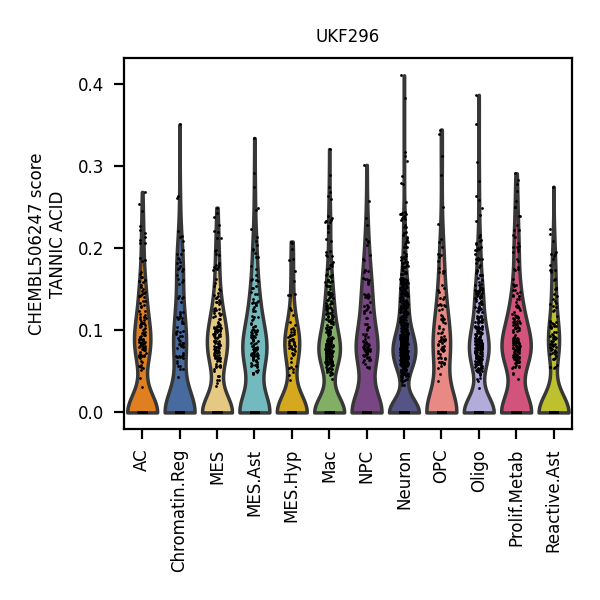 UKF296
CHEMBL506247 score
TANNIC ACID
0.4
0.3
0.2
0.1
0.0
AC
Chromatin.Reg
MES
MES.Ast
MES.Hyp
Mac
NPC
Neuron
OPC
Oligo
Prolif.Metab
Reactive.Ast